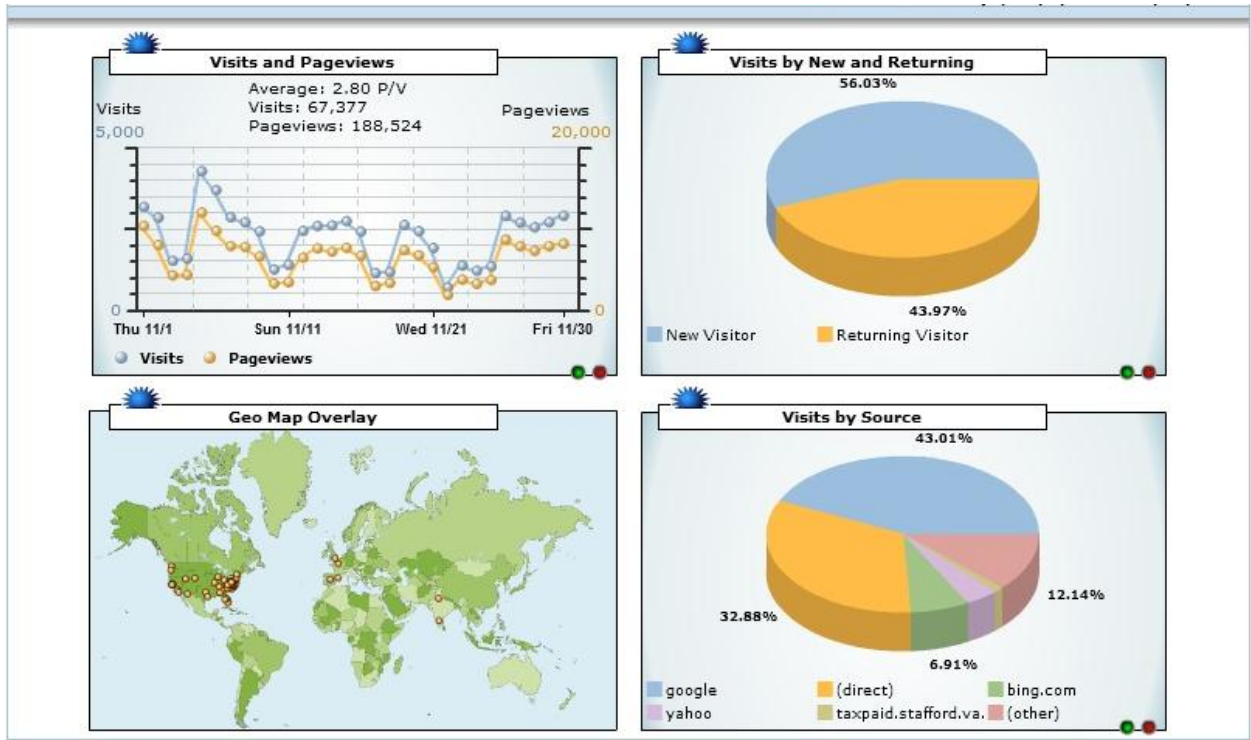 Visits and Pageviews
Average: 2.80 P/V
Visits: 67,377
Pageviews: 188,524
Visits
5,000
Pageviews
20,000
0
0
Thu 11/1
Sun 11/11
Wed 11/21
Fri 11/30
Visits
Pageviews
Visits by New and Returning
56.03%
43.97%
New Visitor
Returning Visitor
Geo Map Overlay
Visits by Source
43.01%
32.88%
12.14%
6.91%
google
(direct)
bing.com
yahoo
taxpaid.stafford.va.
(other)